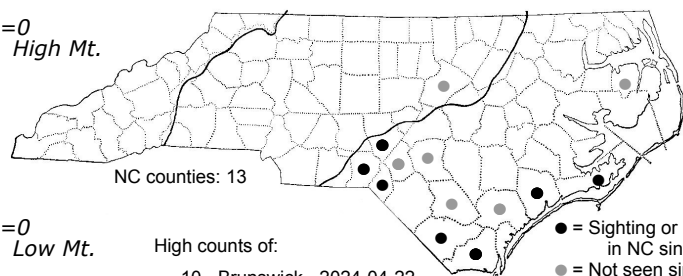 =0
High Mt.
NC counties: 13
=0
Low Mt.
High counts of:
● = Sighting or
in NC sin
● = Not seen si
10 - Brunswick - 2024-04-22